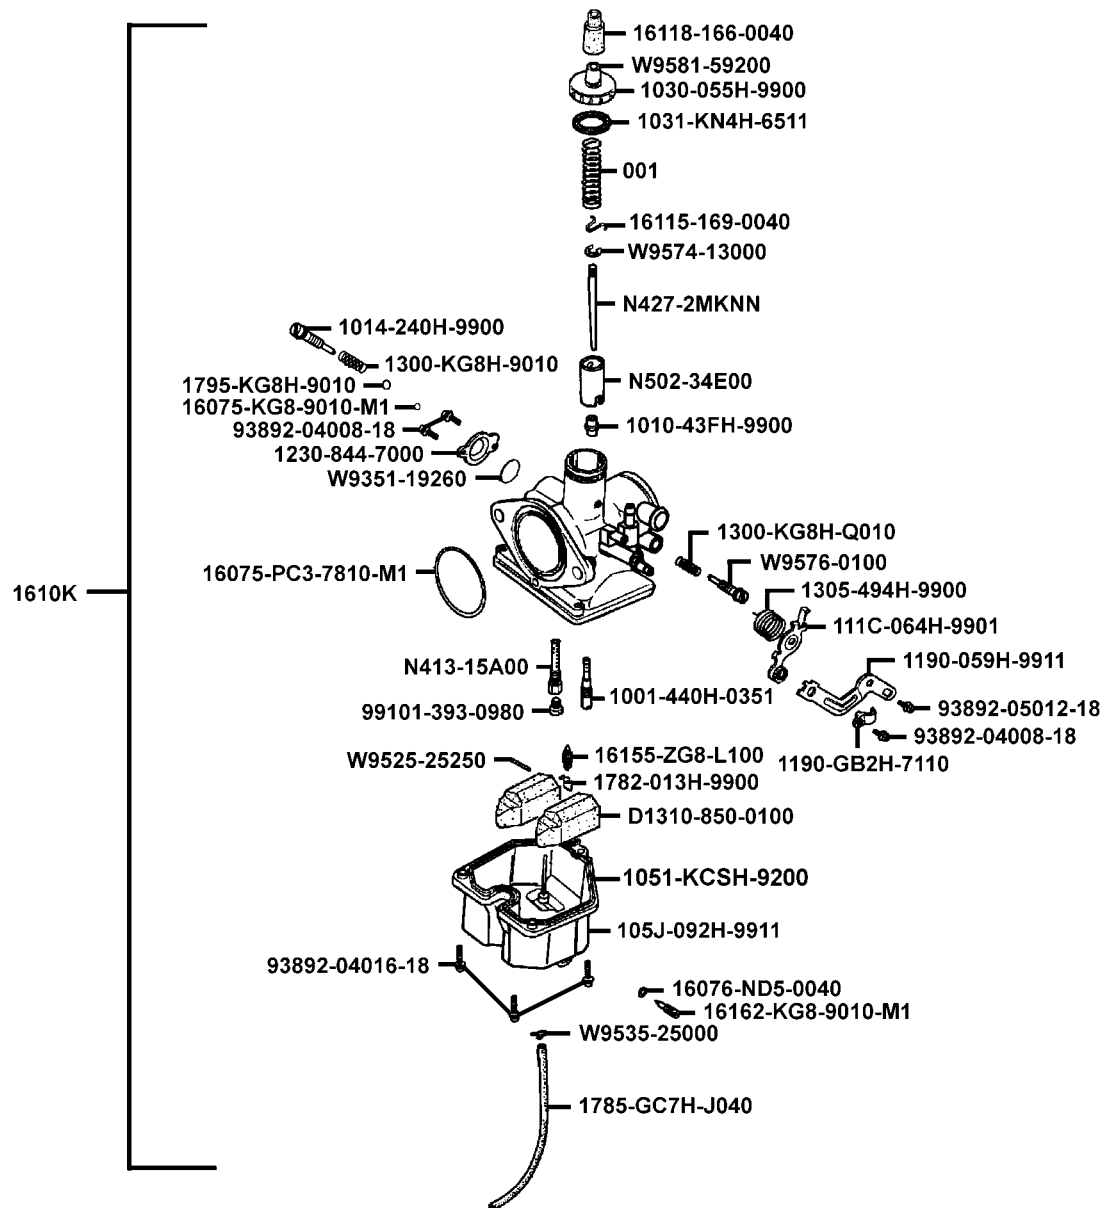 16118-166-0040
W9581-59200
1030-055H-9900
1031-KN4H-6511
001
16115-169-0040
W9574-13000
N427-2MKNN
1014-240H-9900
1300-KG8H-9010
1795-KG8H-9010
N502-34E00
16075-KG8-9010-M1
93892-04008-18
1010-43FH-9900
1230-844-7000
W9351-19260
1300-KG8H-Q010
W9576-0100
16075-PC3-7810-M1
1305-494H-9900
1610K
111C-064H-9901
N413-15A00
1190-059H-9911
1001-440H-0351
99101-393-0980
93892-05012-18
93892-04008-18
16155-ZG8-L100
W9525-25250
1190-GB2H-7110
1782-013H-9900
D1310-850-0100
1051-KCSH-9200
105J-092H-9911
93892-04016-18
16076-ND5-0040
16162-KG8-9010-M1
W9535-25000
1785-GC7H-J040